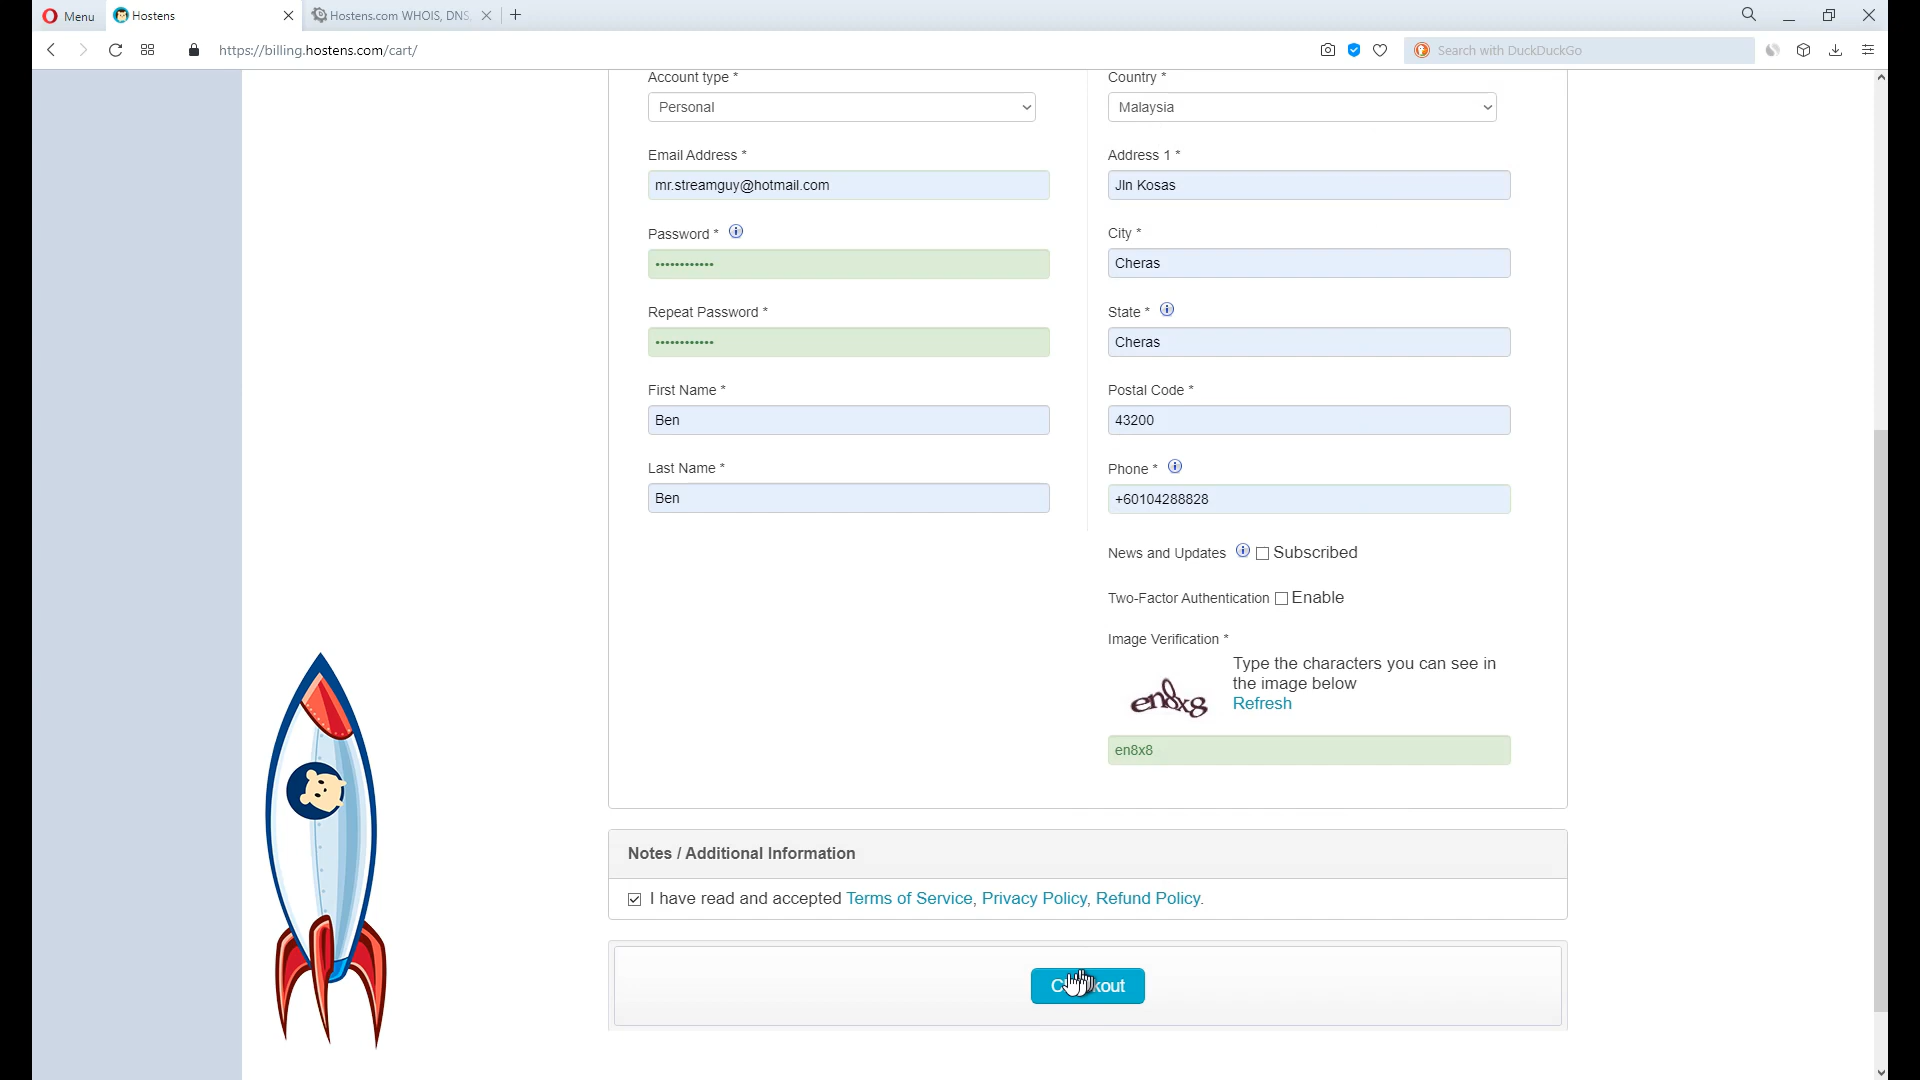 Menu
Hostens
Hostens.com WHOIS, DNS,
https://billing.hostens.com/cart/
Search with DuckDuckGo
Account type *
Personal
Email Address *
mr.streamguy@hotmail.com
Password *
••••••••••••
Repeat Password *
••••••••••••
First Name *
Ben
Last Name *
Ben
Country *
Malaysia
Address 1 *
Jln Kosas
City *
Cheras
State *
Cheras
Postal Code *
43200
Phone *
+60104288828
News and Updates Subscribed
Two-Factor Authentication Enable
Image Verification *
en8x8
Type the characters you can see in
the image below
Refresh
en8x8
Notes / Additional Information
I have read and accepted Terms of Service, Privacy Policy, Refund Policy.